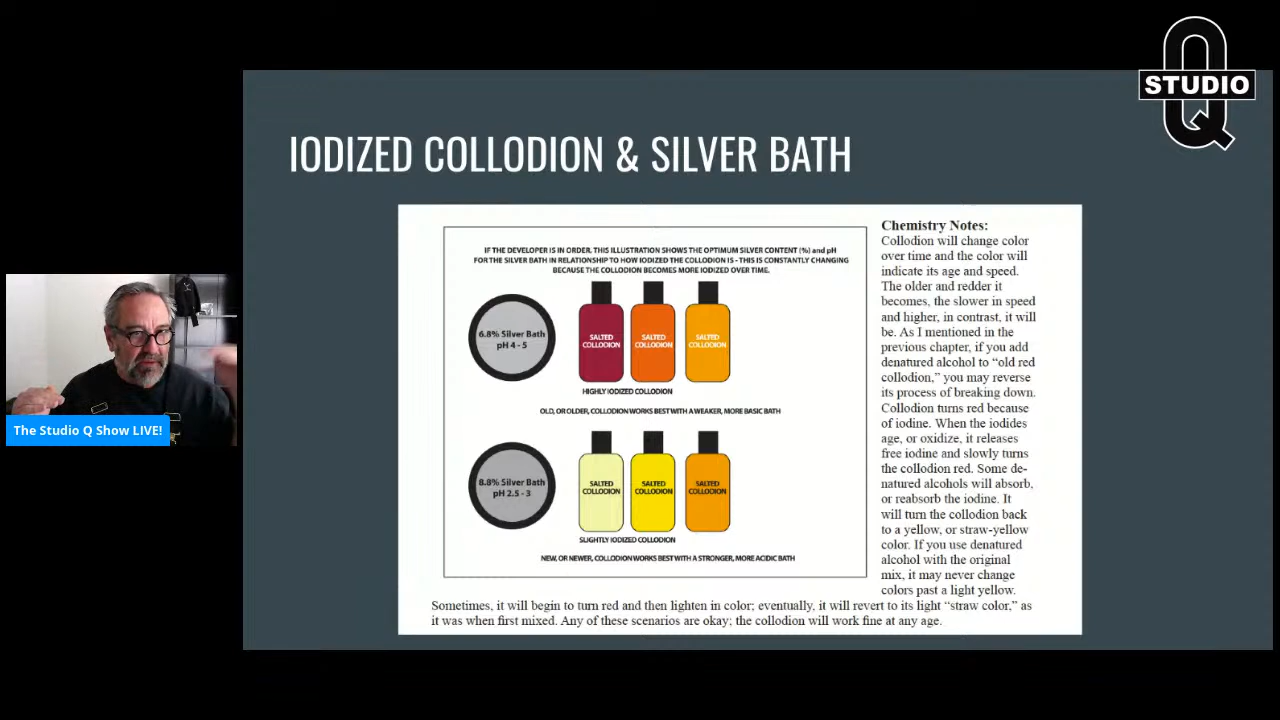 STUDIO
Q
IODIZED COLLODION & SILVER BATH
IF THE DEVELOPER IS IN ORDER. THIS ILLUSTRATION SHOWS THE OPTIMUM SILVER CONTENT (%) and pH
FOR THE SILVER BATH IN RELATIONSHIP TO HOW IODIZED THE COLLODION IS - THIS IS CONSTANTLY CHANGING
BECAUSE THE COLLODION BECOMES MORE IODIZED OVER TIME.
6.8% Silver Bath
pH 4 - 5
SALTED
COLLODION
SALTED
COLLODION
SALTED
COLLODION
HIGHLY IODIZED COLLODION
OLD, OR OLDER, COLLODION WORKS BEST WITH A WEAKER, MORE BASIC BATH
8.8% Silver Bath
pH 2.5 - 3
SALTED
COLLODION
SALTED
COLLODION
SALTED
COLLODION
SLIGHTLY IODIZED COLLODION
NEW, OR NEWER, COLLODION WORKS BEST WITH A STRONGER, MORE ACIDIC BATH
Chemistry Notes:
Collodion will change color
over time and the color will
indicate its age and speed.
The older and redder it
becomes, the slower in speed
and higher, in contrast, it will
be. As I mentioned in the
previous chapter, if you add
denatured alcohol to “old red
collodion,” you may reverse
its process of breaking down.
Collodion turns red because
of iodine. When the iodides
age, or oxidize, it releases
free iodine and slowly turns
the collodion red. Some de-
natured alcohols will absorb,
or reabsorb the iodine. It
will turn the collodion back
to a yellow, or straw-yellow
color. If you use denatured
alcohol with the original
mix, it may never change
colors past a light yellow.
Sometimes, it will begin to turn red and then lighten in color; eventually, it will revert to its light “straw color,” as
it was when first mixed. Any of these scenarios are okay; the collodion will work fine at any age.
The Studio Q Show LIVE!